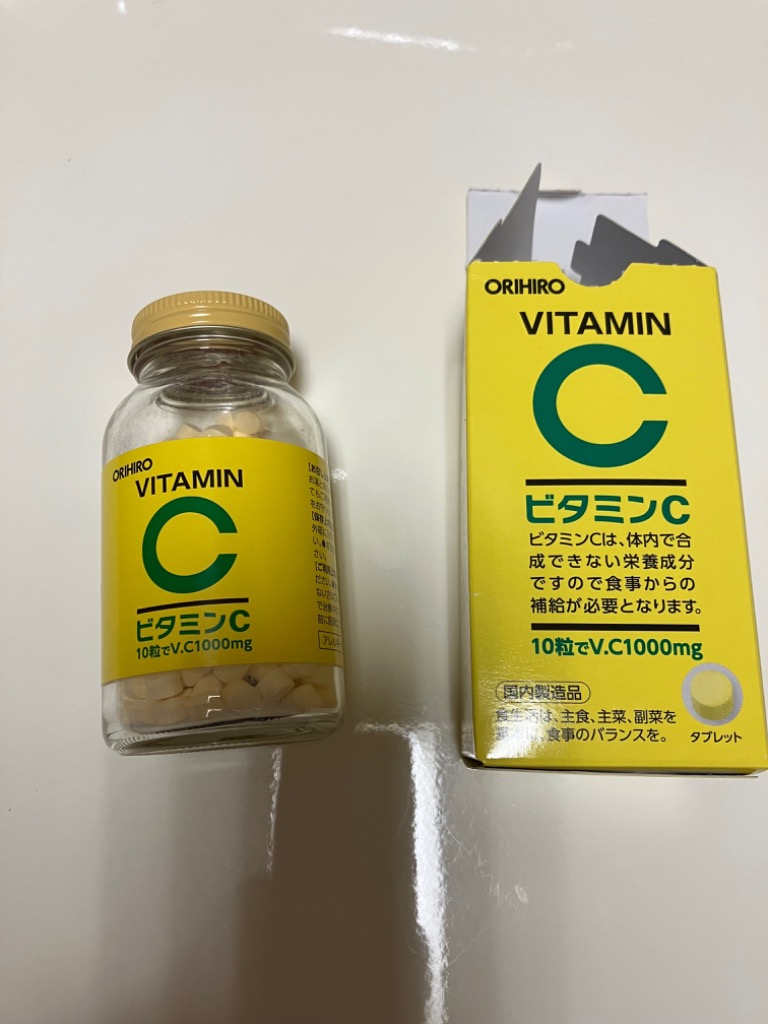 ORIHIRO
VITAMIN
C
ビタミンC
10粒でV.C1000mg
ORIHIRO
VITAMIN
C
ビタミンC
ビタミンCは、体内で合
成できない栄養成分
ですので食事からの
補給が必要となります。
10粒でV.C1000mg
国内製造品
食生活は、主食、主菜、副菜を
食事のバランスを。
タブレット